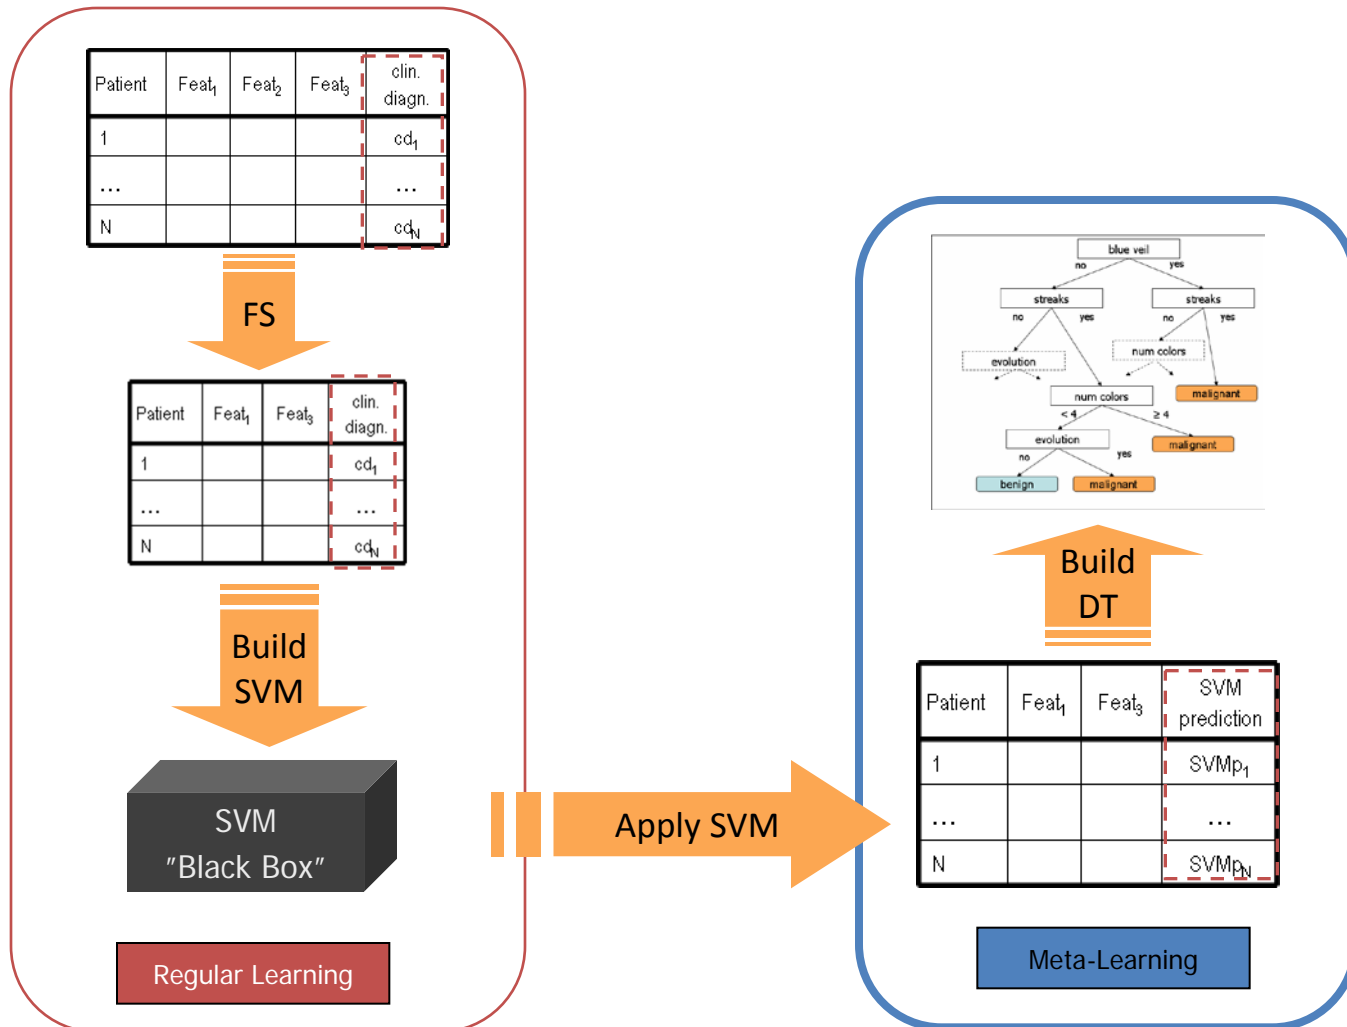 Patient Feat₁ Feat₂ Feat₃ clin. diagn.
1 cd₁
... ...
N cd_N
FS
Patient Feat₁ Feat₃ clin. diagn.
1 cd₁
... ...
N cd_N
Build
SVM
SVM
"Black Box"
Regular Learning
Apply SVM
blue veil
no yes
streaks streaks
no yes no yes
evolution num colors
num colors malignant
< 4 ≥ 4
evolution malignant
no yes
benign malignant
Build
DT
Patient Feat₁ Feat₃ SVM prediction
1 SVMp₁
... ...
N SVMp_N
Meta-Learning